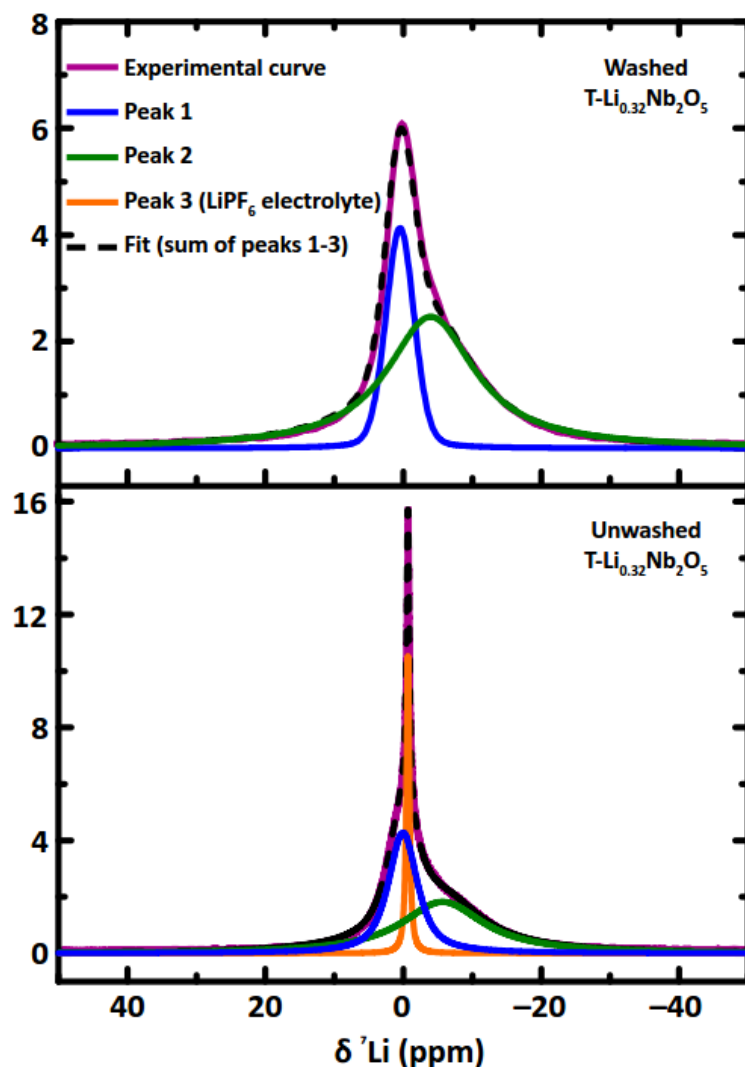 8
6
4
2
0
Experimental curve
Peak 1
Peak 2
Peak 3 (LiPF₆ electrolyte)
Fit (sum of peaks 1-3)
Washed
T-Li₀.₃₂Nb₂O₅
16
12
8
4
0
Unwashed
T-Li₀.₃₂Nb₂O₅
40 20 0 −20 −40
δ ⁷Li (ppm)